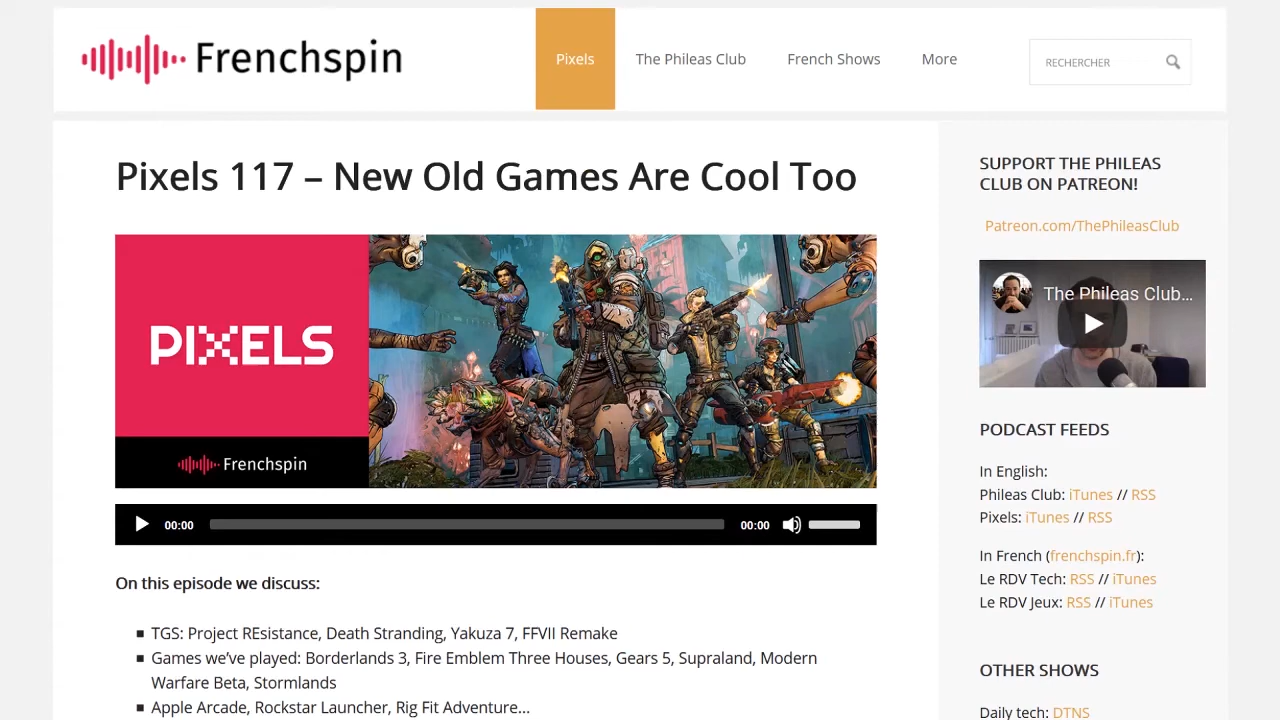 Frenchspin
Pixels
The Phileas Club
French Shows
More
RECHERCHER
Pixels 117 – New Old Games Are Cool Too
PIXELS
Frenchspin
00:00
00:00
On this episode we discuss:
TGS: Project REsistance, Death Stranding, Yakuza 7, FFVII Remake
Games we've played: Borderlands 3, Fire Emblem Three Houses, Gears 5, Supraland, Modern
Warfare Beta, Stormlands
Apple Arcade, Rockstar Launcher, Rig Fit Adventure...
SUPPORT THE PHILEAS
CLUB ON PATREON!
Patreon.com/ThePhileasClub
The Phileas Club...
PODCAST FEEDS
In English:
Phileas Club: iTunes // RSS
Pixels: iTunes // RSS
In French (frenchspin.fr):
Le RDV Tech: RSS // iTunes
Le RDV Jeux: RSS // iTunes
OTHER SHOWS
Daily tech: DTNS